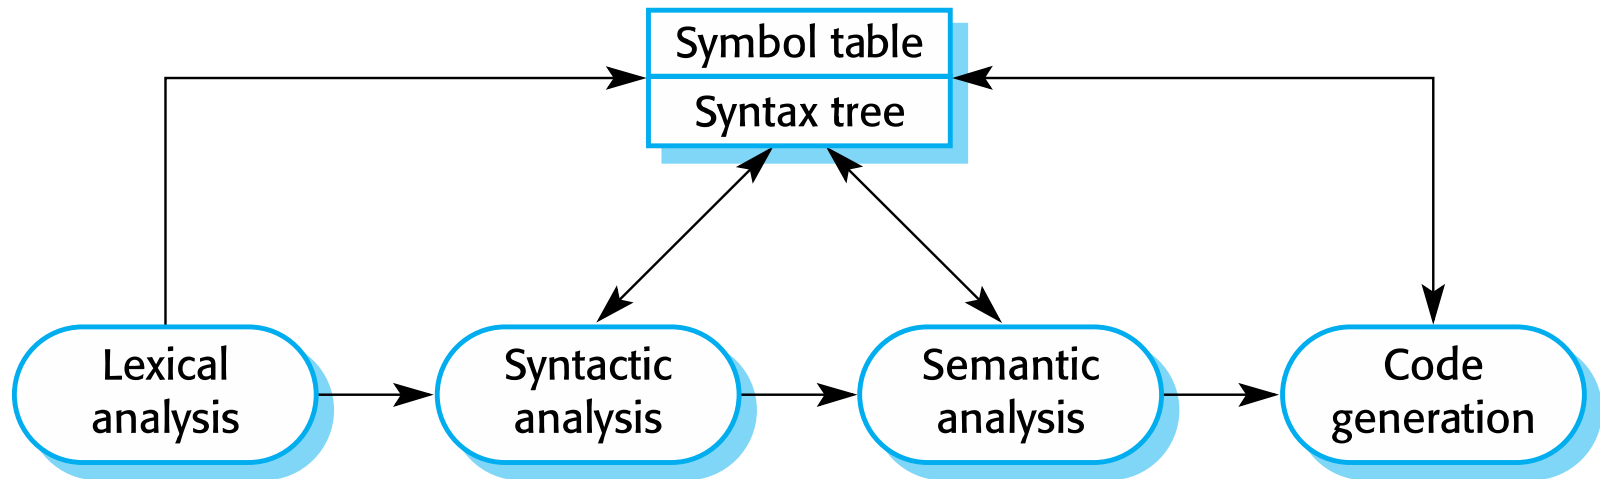 Symbol table
Syntax tree
Lexical
analysis
Syntactic
analysis
Semantic
analysis
Code
generation